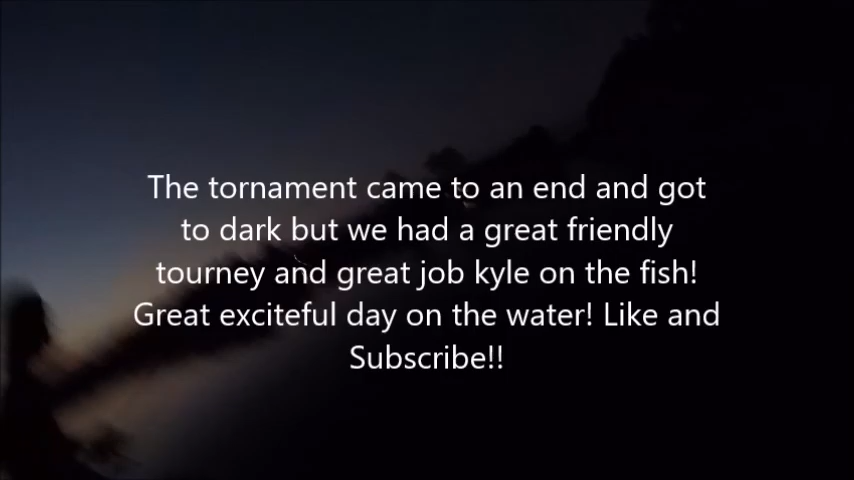 The tornament came to an end and got
to dark but we had a great friendly
tourney and great job kyle on the fish!
Great exciteful day on the water! Like and
Subscribe!!